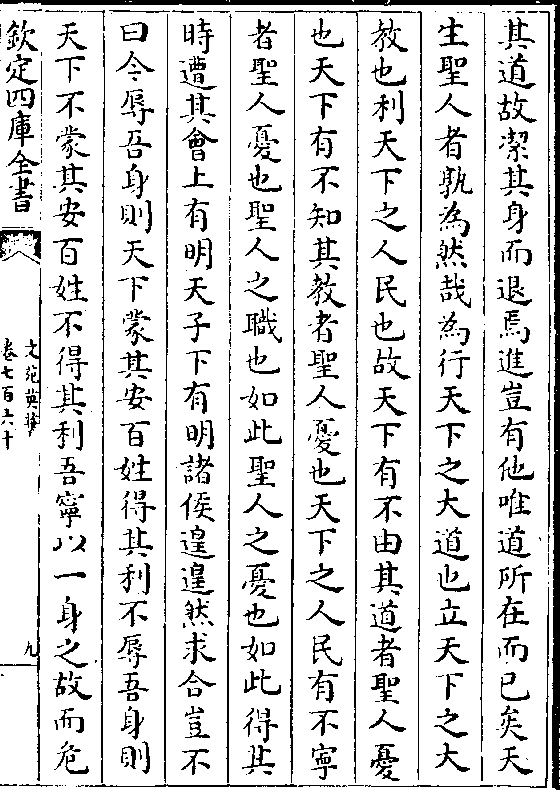 其道故潔其身而退焉進豈有他唯道所在而已矣天
生聖人者孰為然哉為行天下之大道也立天下之大
教也利天下之人民也故天下有不由其道者聖人憂
也天下有不知其教者聖人憂也天下之人民有不寧
者聖人憂也聖人之職也如此聖人之憂也如此得其
時遭其會上有明天子下有明諸侯遑遑然求合豈不
曰今辱吾身則天下蒙其安百姓得其利不辱吾身則
天下不蒙其安百姓不得其利吾寧以一身之故而危
欽定四庫全書
文苑英華
卷七百六十
九